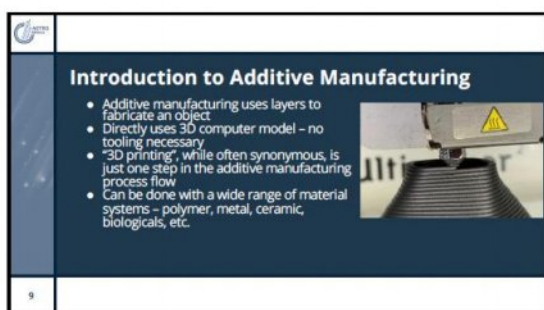 Introduction to Additive Manufacturing
● Additive manufacturing uses layers to
fabricate an object
● Directly uses 3D computer model – no
tooling necessary
● “3D printing”, while often synonymous, is
just one step in the additive manufacturing
process flow
● Can be done with a wide range of material
systems – polymer, metal, ceramic,
biologicals, etc.
9